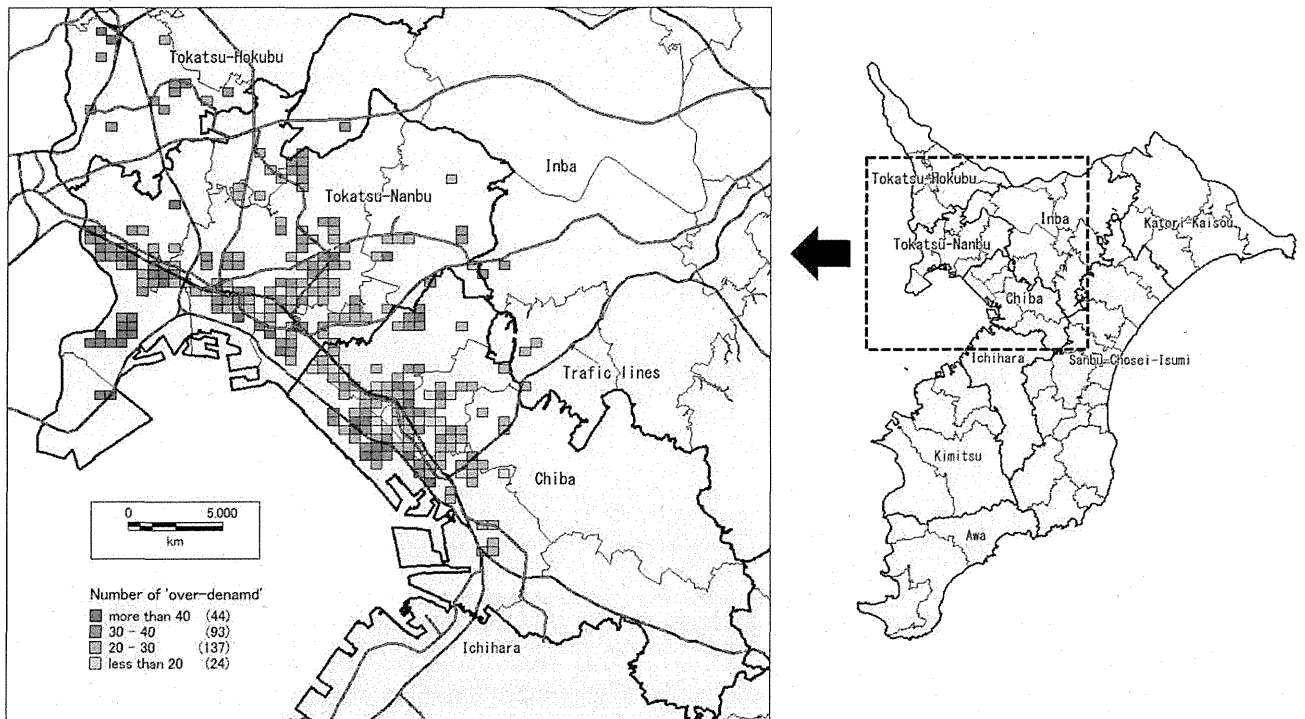 Tokatsu-Hokubu
Inba
Tokatsu-Nanbu
Trafic lines
Chiba
0 5.000
km
Number of 'over-denamd'
more than 40 (44)
30 - 40 (93)
20 - 30 (137)
less than 20 (24)
Ichihara
Tokatsu-Hokubu
Inba
Katori-Kaisou
Tokatsu-Nanbu
Chiba
Ichihara
Sanbu-Chosei-Isumi
Kimitsu
Awa